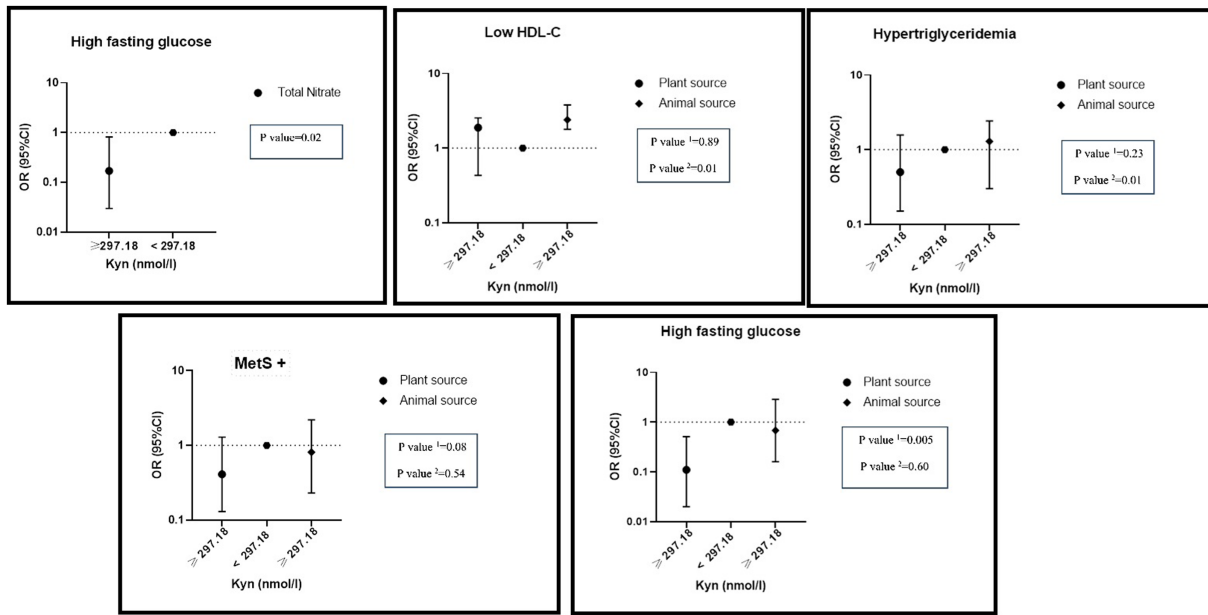 High fasting glucose
10
1
0.1
0.01
OR (95%CI)
≥297.18 < 297.18
Kyn (nmol/l)
Total Nitrate
P value=0.02
Low HDL-C
10
1
0.1
OR (95%CI)
⩾ 297.18
< 297.18
⩾ 297.18
Kyn (nmol/l)
Plant source
Animal source
P value ¹=0.89
P value ²=0.01
Hypertriglyceridemia
10
1
0.1
OR (95%CI)
⩾ 297.18
< 297.18
⩾ 297.18
Kyn (nmol/l)
Plant source
Animal source
P value ¹=0.23
P value ²=0.01
MetS +
10
1
0.1
OR (95%CI)
⩾ 297.18
< 297.18
⩾ 297.18
Kyn (nmol/l)
Plant source
Animal source
P value ¹=0.08
P value ²=0.54
High fasting glucose
10
1
0.1
0.01
OR (95%CI)
⩾ 297.18
< 297.18
⩾ 297.18
Kyn (nmol/l)
Plant source
Animal source
P value ¹=0.005
P value ²=0.60